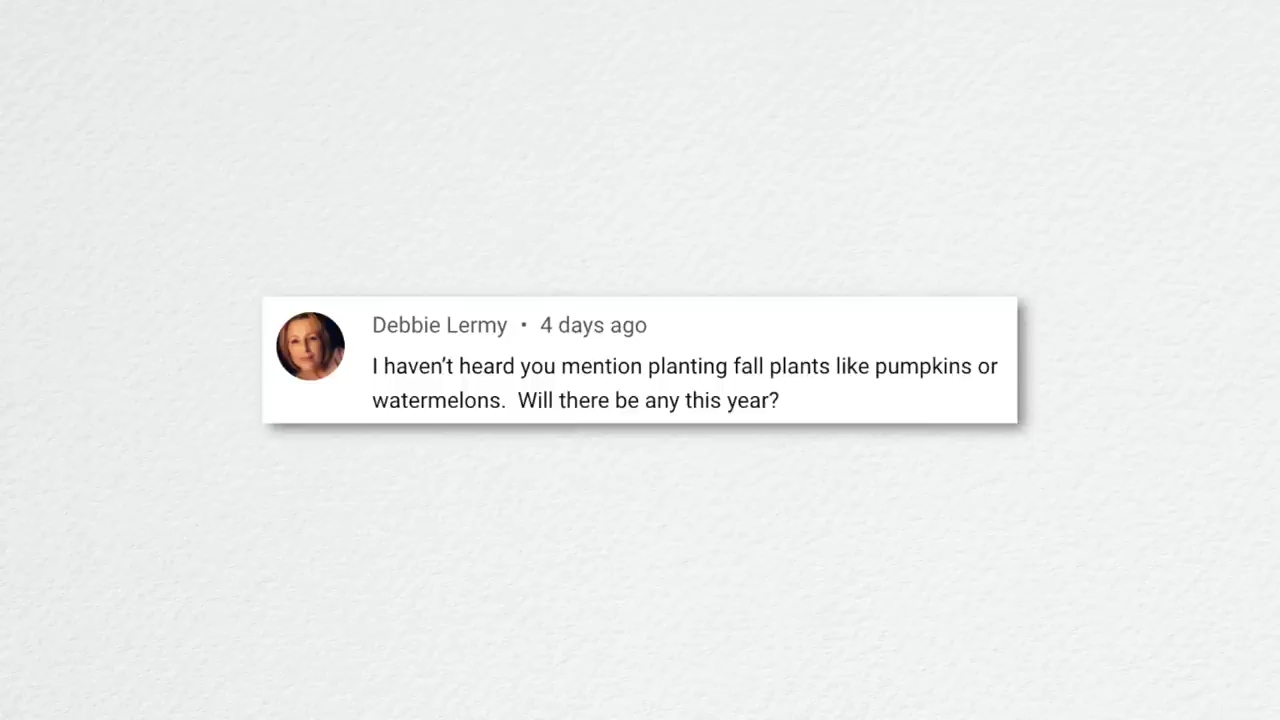 Debbie Lermy • 4 days ago
I haven’t heard you mention planting fall plants like pumpkins or
watermelons.  Will there be any this year?